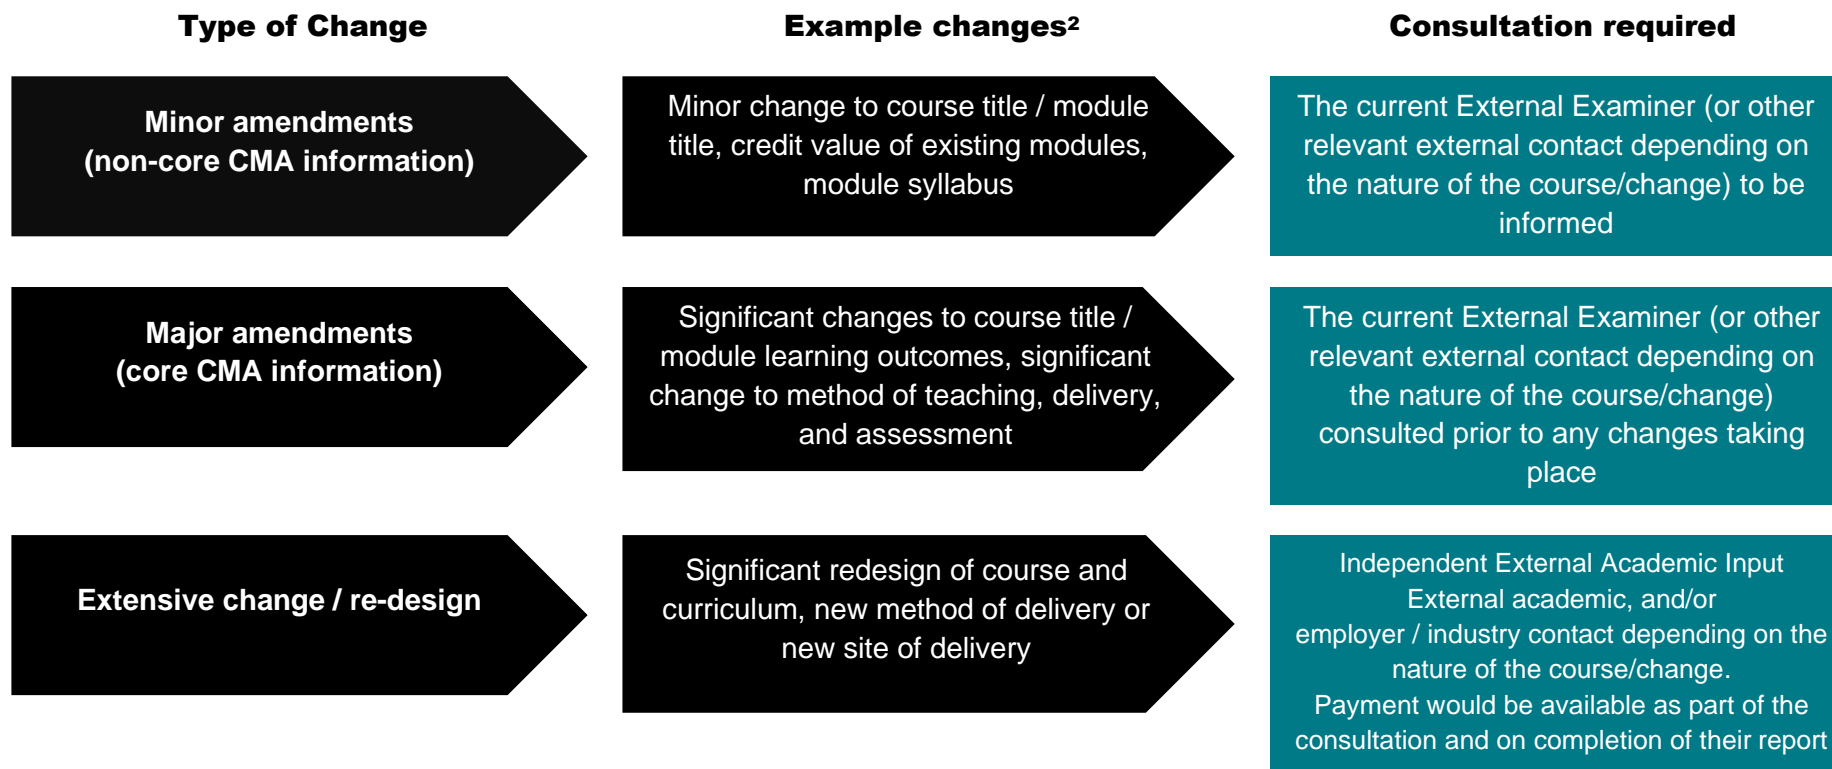 Type of Change
Example changes²
Consultation required
Minor amendments
(non-core CMA information)
Minor change to course title / module
title, credit value of existing modules,
module syllabus
The current External Examiner (or other
relevant external contact depending on
the nature of the course/change) to be
informed
Major amendments
(core CMA information)
Significant changes to course title /
module learning outcomes, significant
change to method of teaching, delivery,
and assessment
The current External Examiner (or other
relevant external contact depending on
the nature of the course/change)
consulted prior to any changes taking
place
Extensive change / re-design
Significant redesign of course and
curriculum, new method of delivery or
new site of delivery
Independent External Academic Input
External academic, and/or
employer / industry contact depending on the
nature of the course/change.
Payment would be available as part of the
consultation and on completion of their report